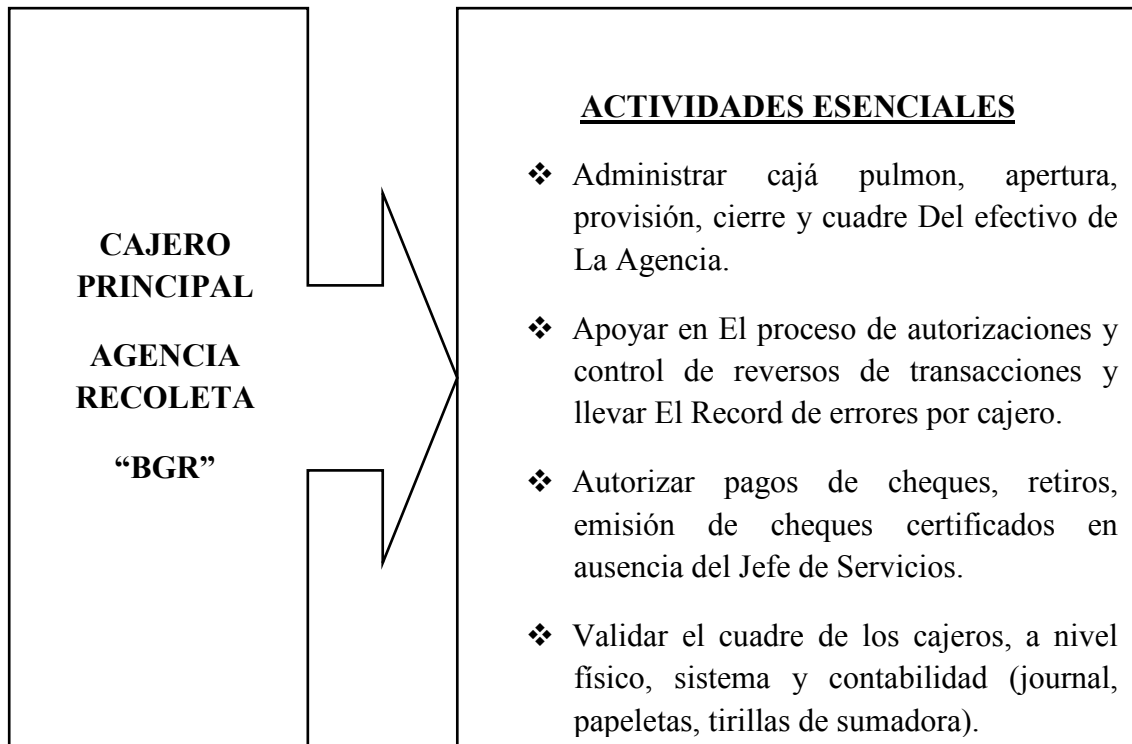 CAJERO
PRINCIPAL
AGENCIA
RECOLETA
“BGR”
ACTIVIDADES ESENCIALES
❖ Administrar cajá pulmon, apertura,
provisión, cierre y cuadre Del efectivo de
La Agencia.
❖ Apoyar en El proceso de autorizaciones y
control de reversos de transacciones y
llevar El Record de errores por cajero.
❖ Autorizar pagos de cheques, retiros,
emisión de cheques certificados en
ausencia del Jefe de Servicios.
❖ Validar el cuadre de los cajeros, a nivel
físico, sistema y contabilidad (journal,
papeletas, tirillas de sumadora).